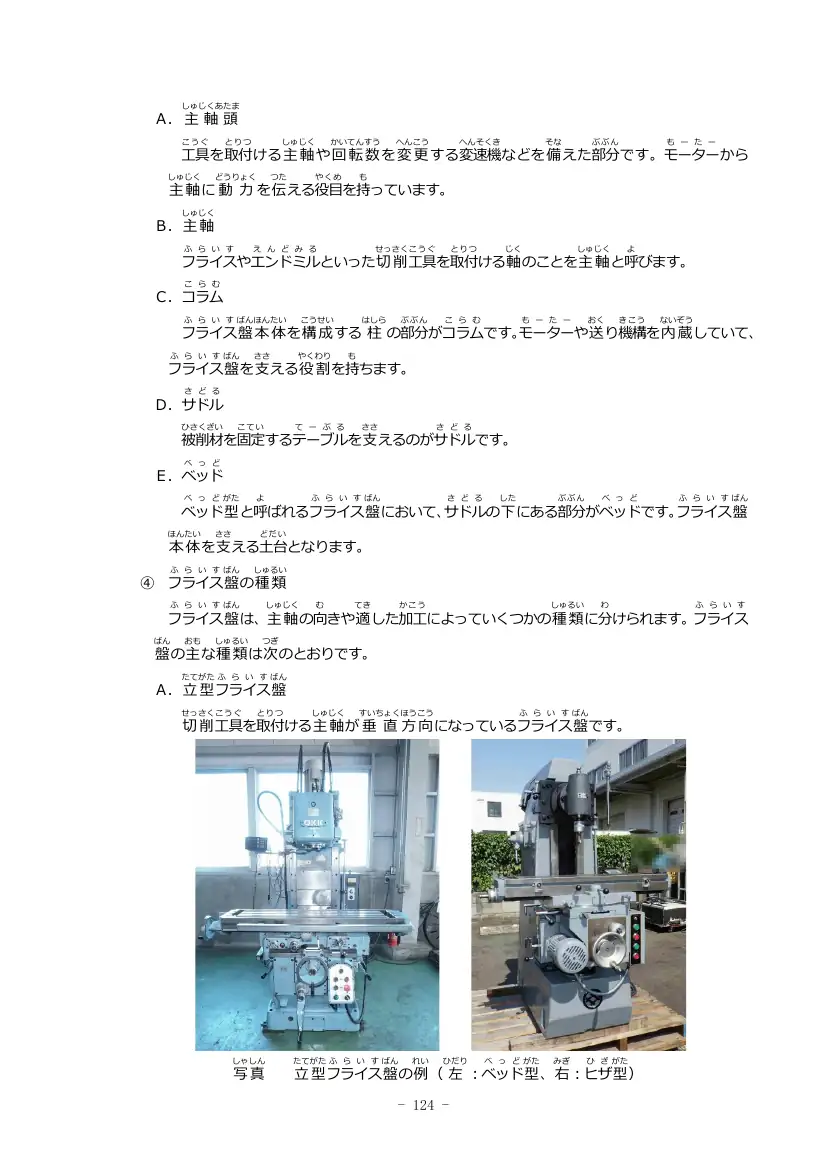 しゅじくあたま
A．主軸頭
こうぐ とりつ しゅじく かいてんすう へんこう へんそくき そな ぶぶん もーたー
工具を取付ける主軸や回転数を変更する変速機などを備えた部分です。モーターから
しゅじく どうりょく つた やくめ も
主軸に動力を伝える役目を持っています。
しゅじく
B．主軸
ふらいす えんどみる せっさくこうぐ とりつ じく しゅじく よ
フライスやエンドミルといった切削工具を取付ける軸のことを主軸と呼びます。
こらむ
C．コラム
ふらいすばんほんたい こうせい はしら ぶぶん こらむ もーたー おく きこう ないぞう
フライス盤本体を構成する柱の部分がコラムです。モーターや送り機構を内蔵していて、
ふらいすばん ささ やくわり も
フライス盤を支える役割を持ちます。
さどる
D．サドル
ひさくざい こてい てーぶる ささ さどる
被削材を固定するテーブルを支えるのがサドルです。
べっど
E．ベッド
べっどがた よ ふらいすばん さどる した ぶぶん べっど ふらいすばん
ベッド型と呼ばれるフライス盤において、サドルの下にある部分がベッドです。フライス盤
ほんたい ささ どだい
本体を支える土台となります。
ふらいすばん しゅるい
④ フライス盤の種類
ふらいすばん しゅじく む てき かこう しゅるい わ ふらいす
フライス盤は、主軸の向きや適した加工によっていくつかの種類に分けられます。フライス
ばん おも しゅるい つぎ
盤の主な種類は次のとおりです。
たてがたふらいすばん
A．立型フライス盤
せっさくこうぐ とりつ しゅじく すいちょくほうこう ふらいすばん
切削工具を取付ける主軸が垂直方向になっているフライス盤です。
OKK
しゃしん たてがたふらいすばん れい ひだり べっどがた みぎ ひざがた
写真 立型フライス盤の例（左：ベッド型、右：ヒザ型）
- 124 -